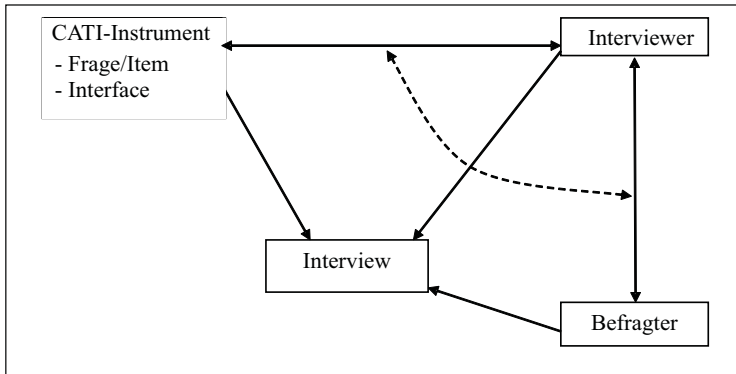 CATI-Instrument
- Frage/Item
- Interface
Interviewer
Interview
Befragter